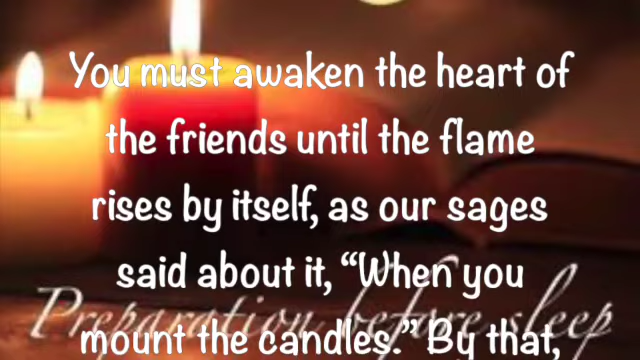 You must awaken the heart of
the friends until the flame
rises by itself, as our sages
said about it, “When you
Preparation before sleep
mount the candles.” By that,